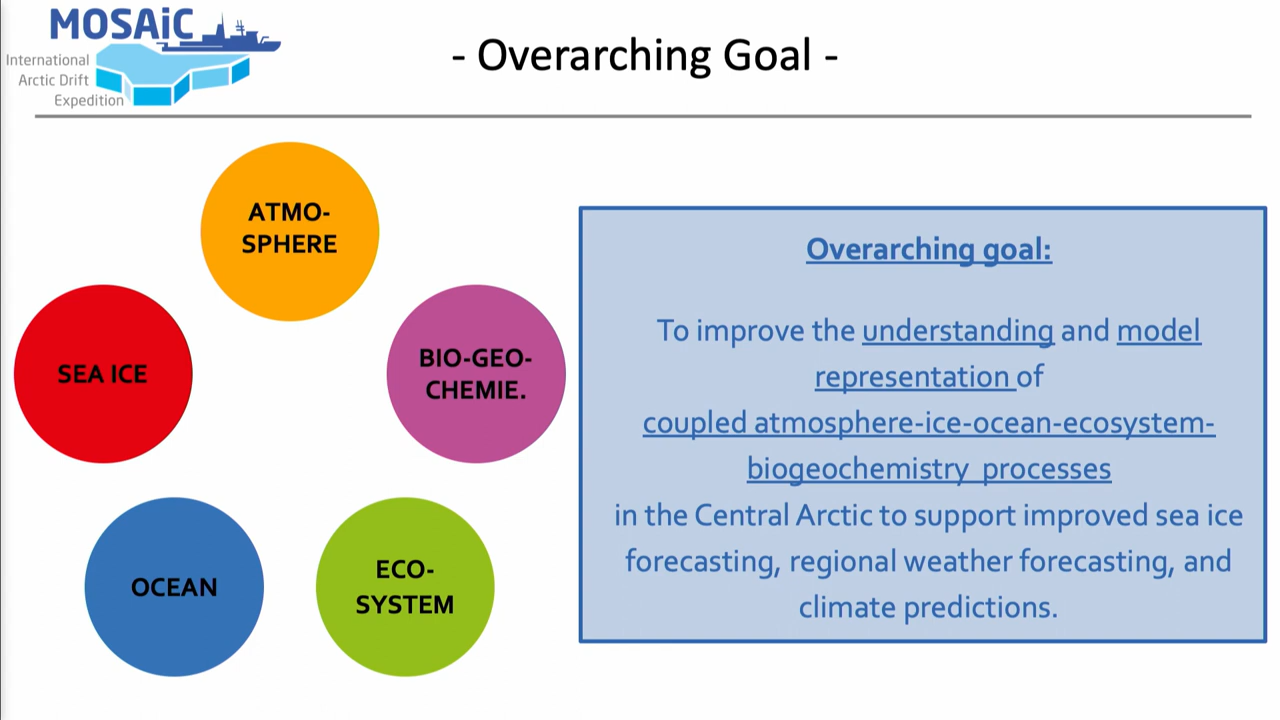 MOSAiC
International
Arctic Drift
Expedition
- Overarching Goal -
ATMO-
SPHERE
SEA ICE
BIO-GEO-
CHEMIE.
OCEAN
ECO-
SYSTEM
Overarching goal:
To improve the understanding and model
representation of
coupled atmosphere-ice-ocean-ecosystem-
biogeochemistry processes
in the Central Arctic to support improved sea ice
forecasting, regional weather forecasting, and
climate predictions.